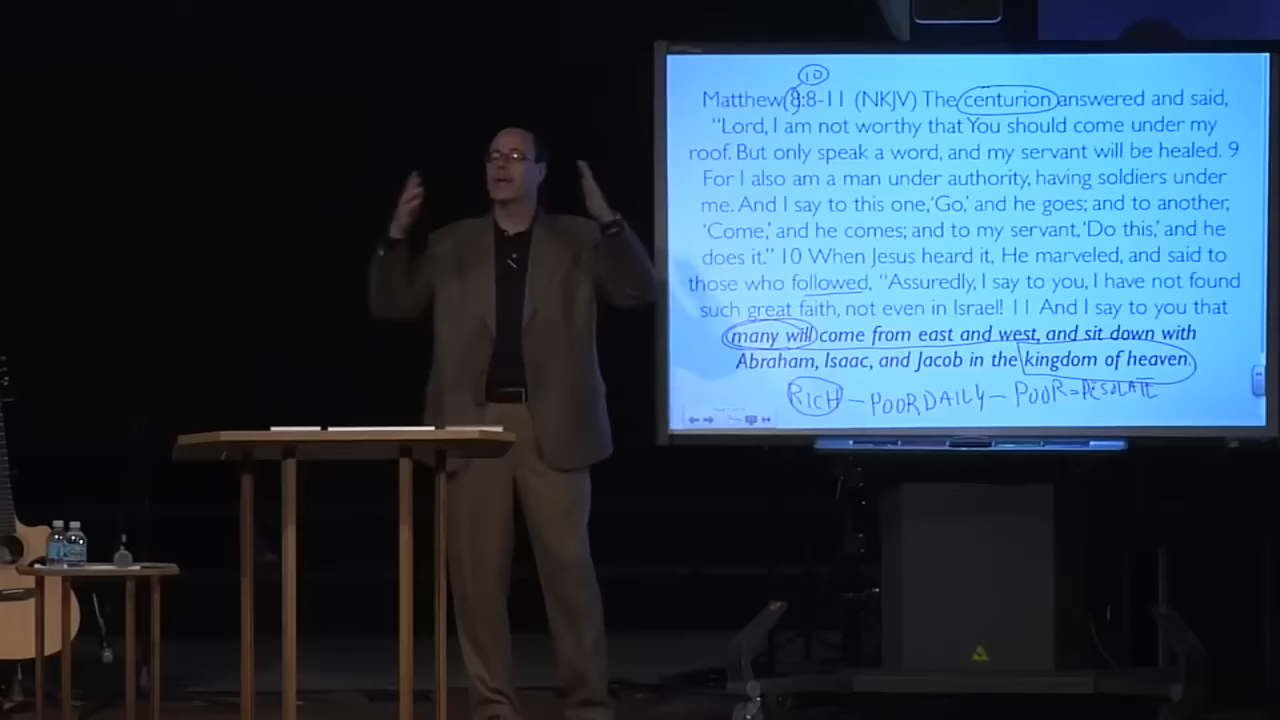 10
Matthew 8:8-11 (NKJV) The centurion answered and said,
"Lord, I am not worthy that You should come under my
roof. But only speak a word, and my servant will be healed. 9
For I also am a man under authority, having soldiers under
me. And I say to this one, 'Go,' and he goes; and to another,
'Come,' and he comes; and to my servant, 'Do this,' and he
does it." 10 When Jesus heard it, He marveled, and said to
those who followed, "Assuredly, I say to you, I have not found
such great faith, not even in Israel! 11 And I say to you that
many will come from east and west, and sit down with
Abraham, Isaac, and Jacob in the kingdom of heaven.
RICH - POOR DAILY - POOR = DESOLATE